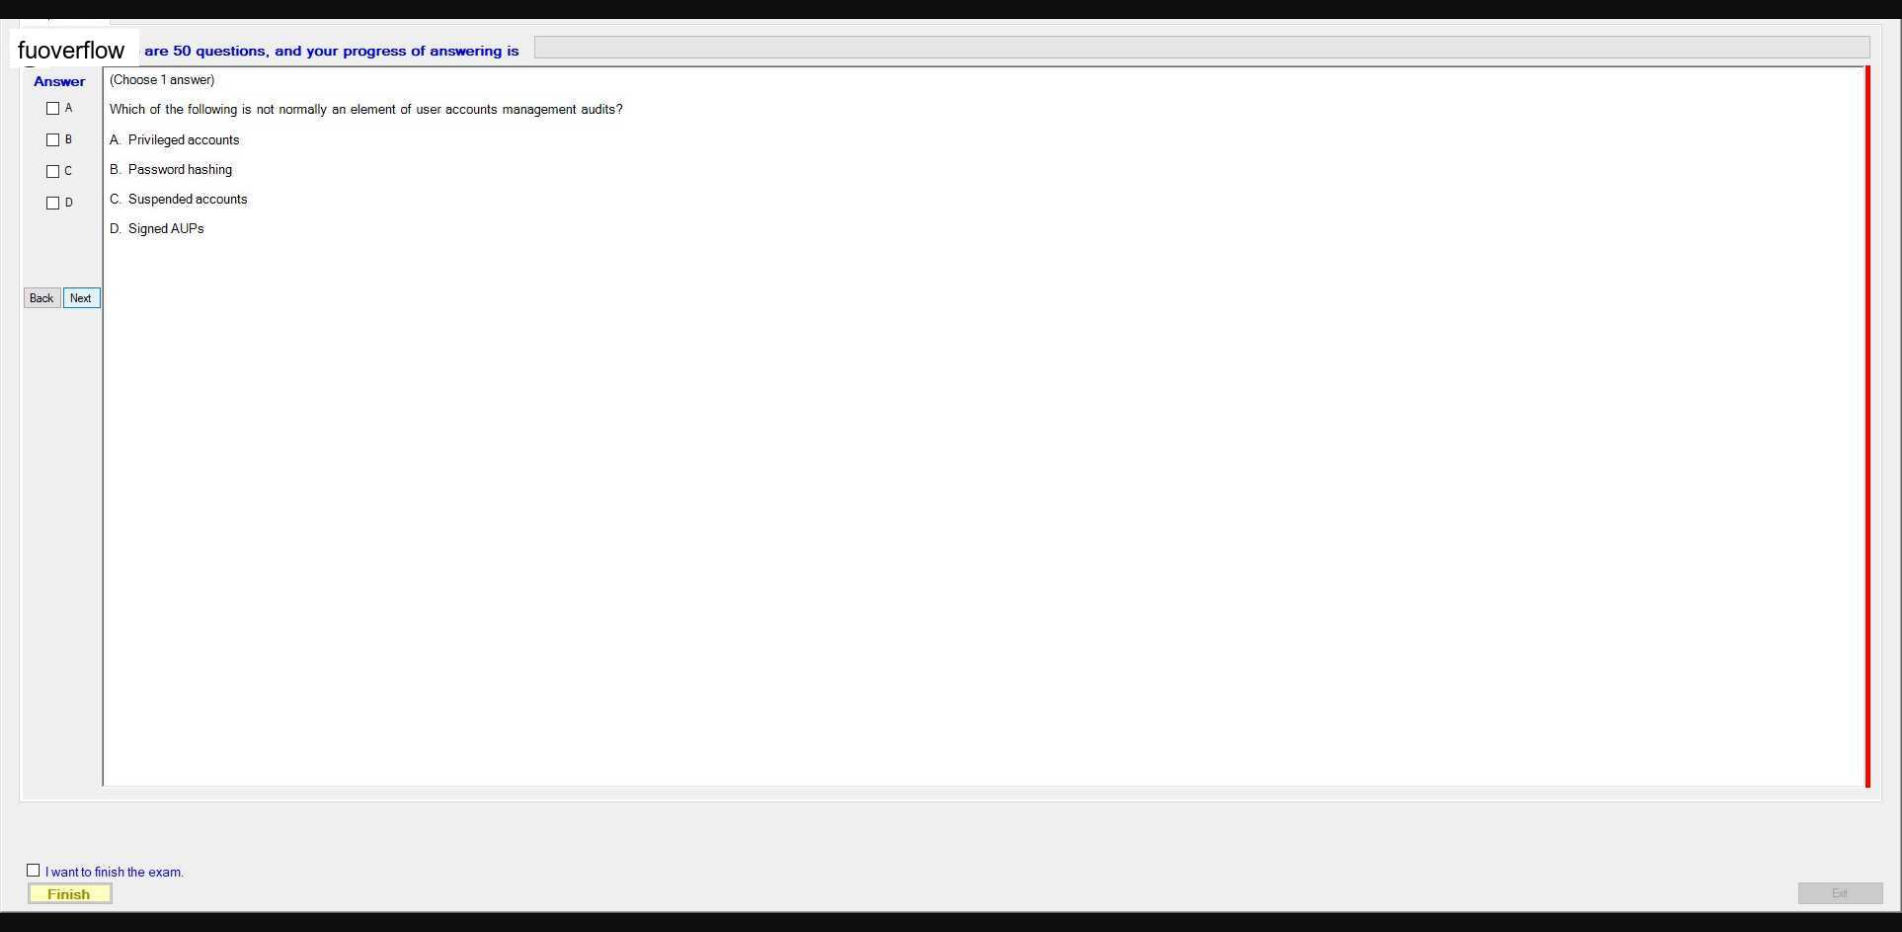 fuoverflow are 50 questions, and your progress of answering is
Answer
A
B
C
D
Back Next
(Choose 1 answer)
Which of the following is not normally an element of user accounts management audits?
A. Privileged accounts
B. Password hashing
C. Suspended accounts
D. Signed AUPs
I want to finish the exam.
Finish
Exit